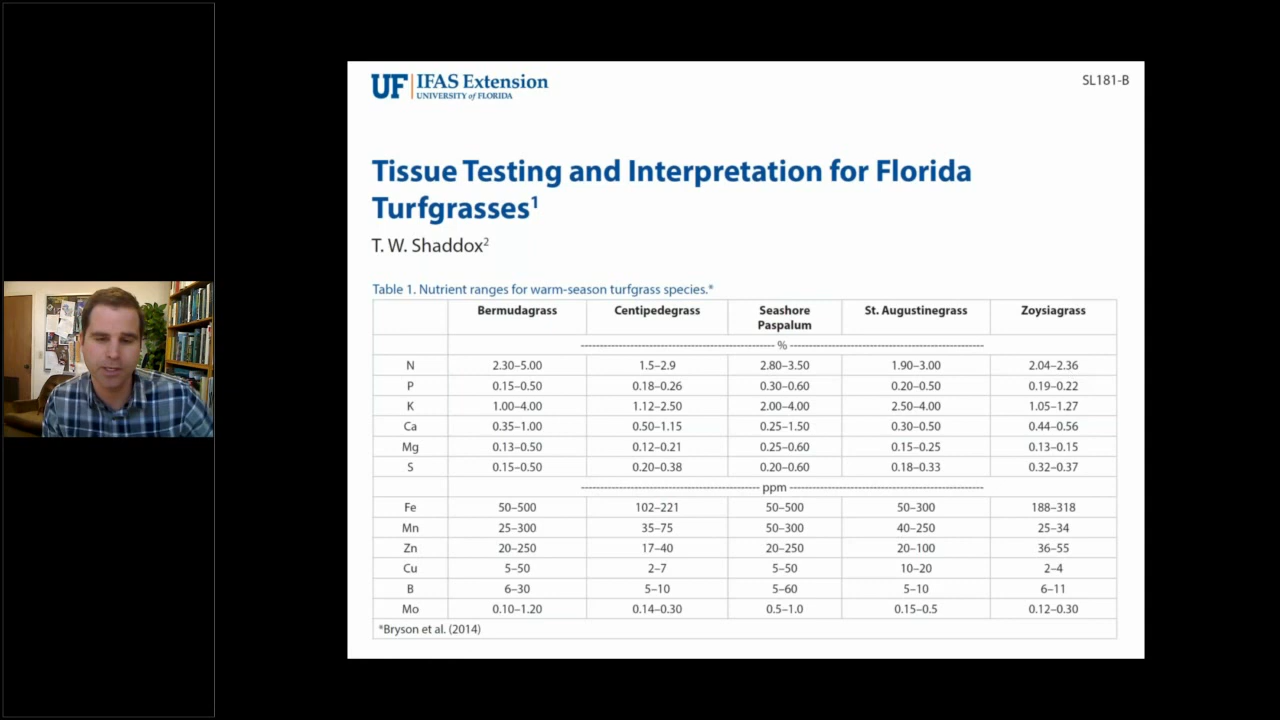 UF IFAS Extension
UNIVERSITY of FLORIDA
SL181-B
Tissue Testing and Interpretation for Florida
Turfgrasses1
T. W. Shaddox2
Table 1. Nutrient ranges for warm-season turfgrass species.*
Bermudagrass Centipedegrass Seashore Paspalum St. Augustinegrass Zoysiagrass
%
N 2.30–5.00 1.5–2.9 2.80–3.50 1.90–3.00 2.04–2.36
P 0.15–0.50 0.18–0.26 0.30–0.60 0.20–0.50 0.19–0.22
K 1.00–4.00 1.12–2.50 2.00–4.00 2.50–4.00 1.05–1.27
Ca 0.35–1.00 0.50–1.15 0.25–1.50 0.30–0.50 0.44–0.56
Mg 0.13–0.50 0.12–0.21 0.25–0.60 0.15–0.25 0.13–0.15
S 0.15–0.50 0.20–0.38 0.20–0.60 0.18–0.33 0.32–0.37
ppm
Fe 50–500 102–221 50–500 50–300 188–318
Mn 25–300 35–75 50–300 40–250 25–34
Zn 20–250 17–40 20–250 20–100 36–55
Cu 5–50 2–7 5–50 10–20 2–4
B 6–30 5–10 5–60 5–10 6–11
Mo 0.10–1.20 0.14–0.30 0.5–1.0 0.15–0.5 0.12–0.30
*Bryson et al. (2014)